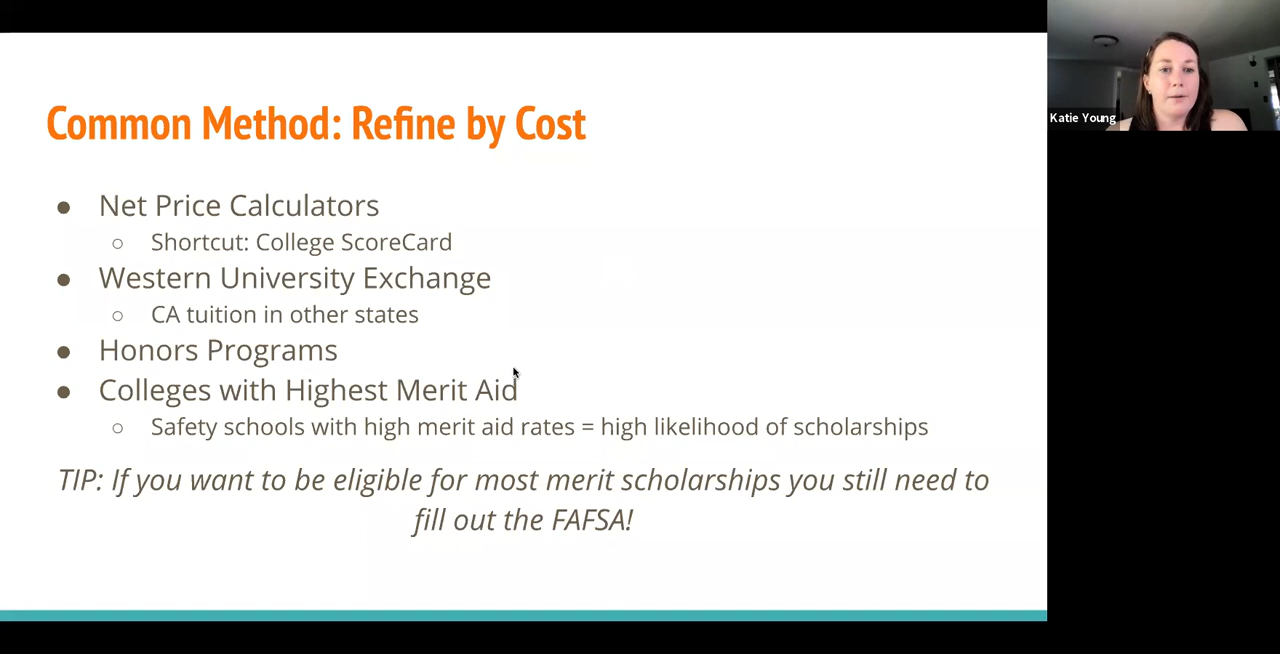 Common Method: Refine by Cost
Katie Young
● Net Price Calculators
○ Shortcut: College ScoreCard
● Western University Exchange
○ CA tuition in other states
● Honors Programs
● Colleges with Highest Merit Aid
○ Safety schools with high merit aid rates = high likelihood of scholarships
TIP: If you want to be eligible for most merit scholarships you still need to
fill out the FAFSA!